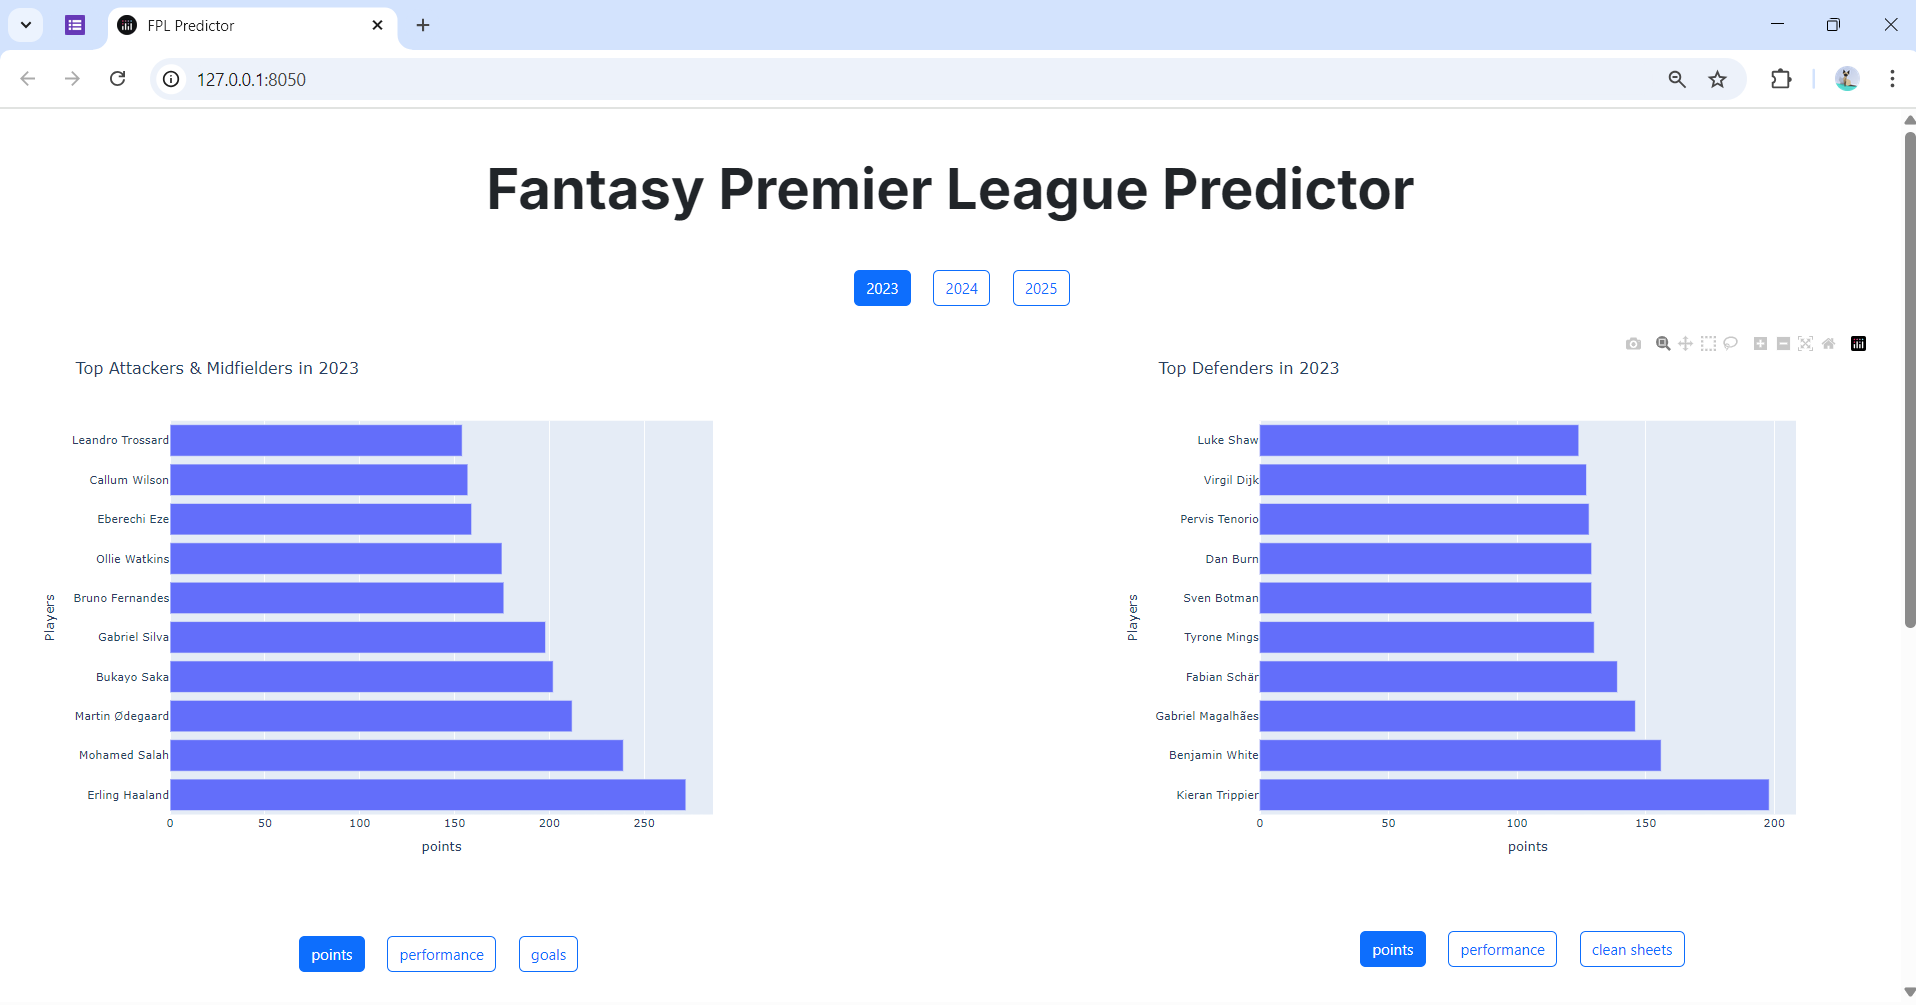 FPL Predictor
127.0.0.1:8050
Fantasy Premier League Predictor
2023
2024
2025
Top Attackers & Midfielders in 2023
Players
Leandro Trossard
Callum Wilson
Eberechi Eze
Ollie Watkins
Bruno Fernandes
Gabriel Silva
Bukayo Saka
Martin Ødegaard
Mohamed Salah
Erling Haaland
0 50 100 150 200 250
points
points
performance
goals
Top Defenders in 2023
Players
Luke Shaw
Virgil Dijk
Pervis Tenorio
Dan Burn
Sven Botman
Tyrone Mings
Fabian Schär
Gabriel Magalhães
Benjamin White
Kieran Trippier
0 50 100 150 200
points
points
performance
clean sheets